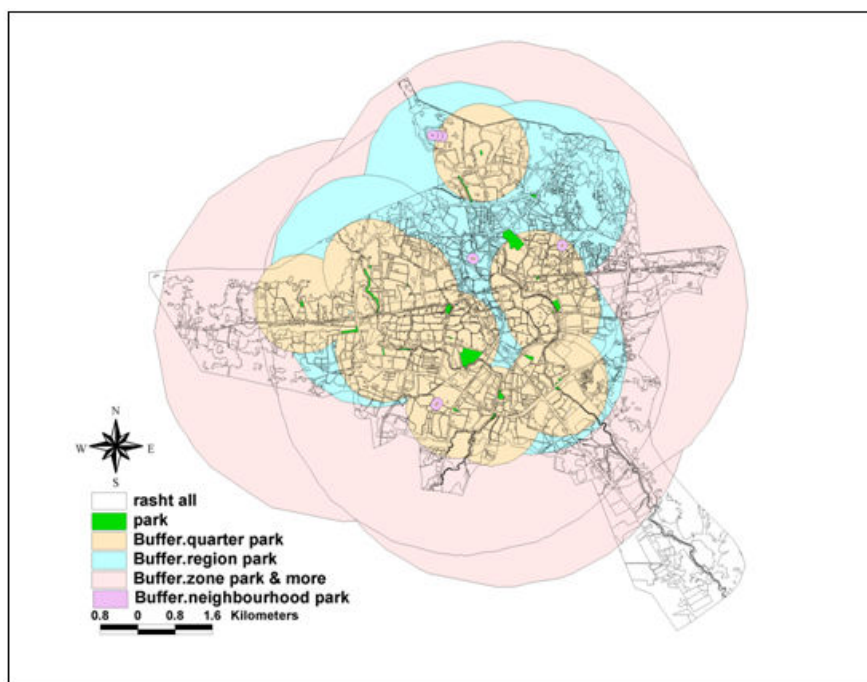 N
W E
S
rasht all
park
Buffer.quarter park
Buffer.region park
Buffer.zone park & more
Buffer.neighbourhood park
0.8 0 0.8 1.6 Kilometers